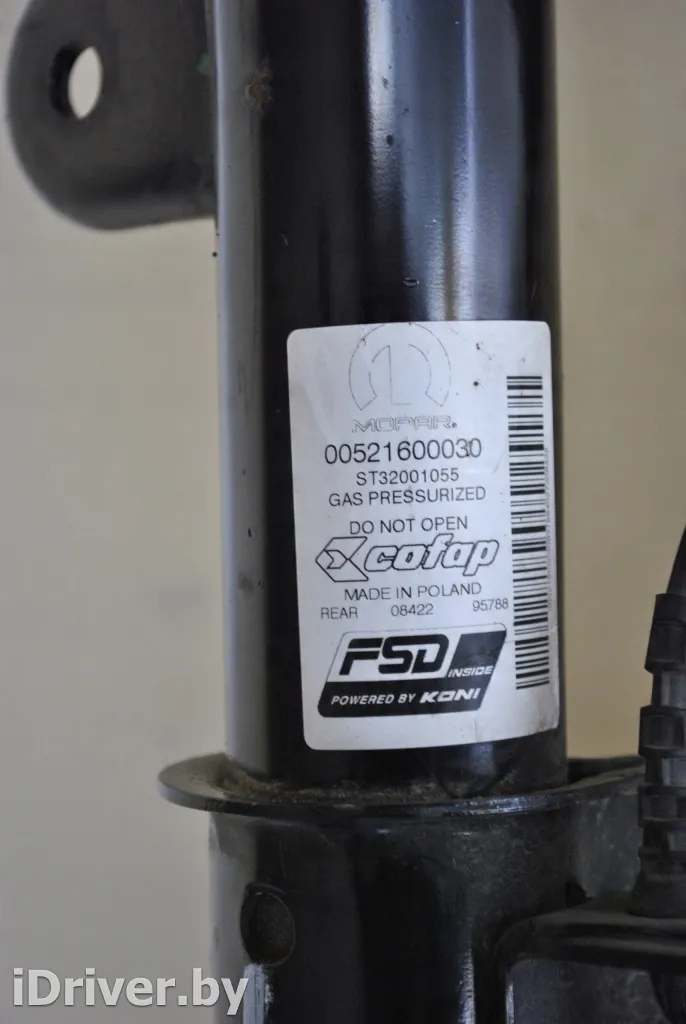 MOPAR®
00521600030
ST32001055
GAS PRESSURIZED
DO NOT OPEN
cofap
MADE IN POLAND
REAR 08422 95788
FSD INSIDE
POWERED BY KONI
iDriver.by